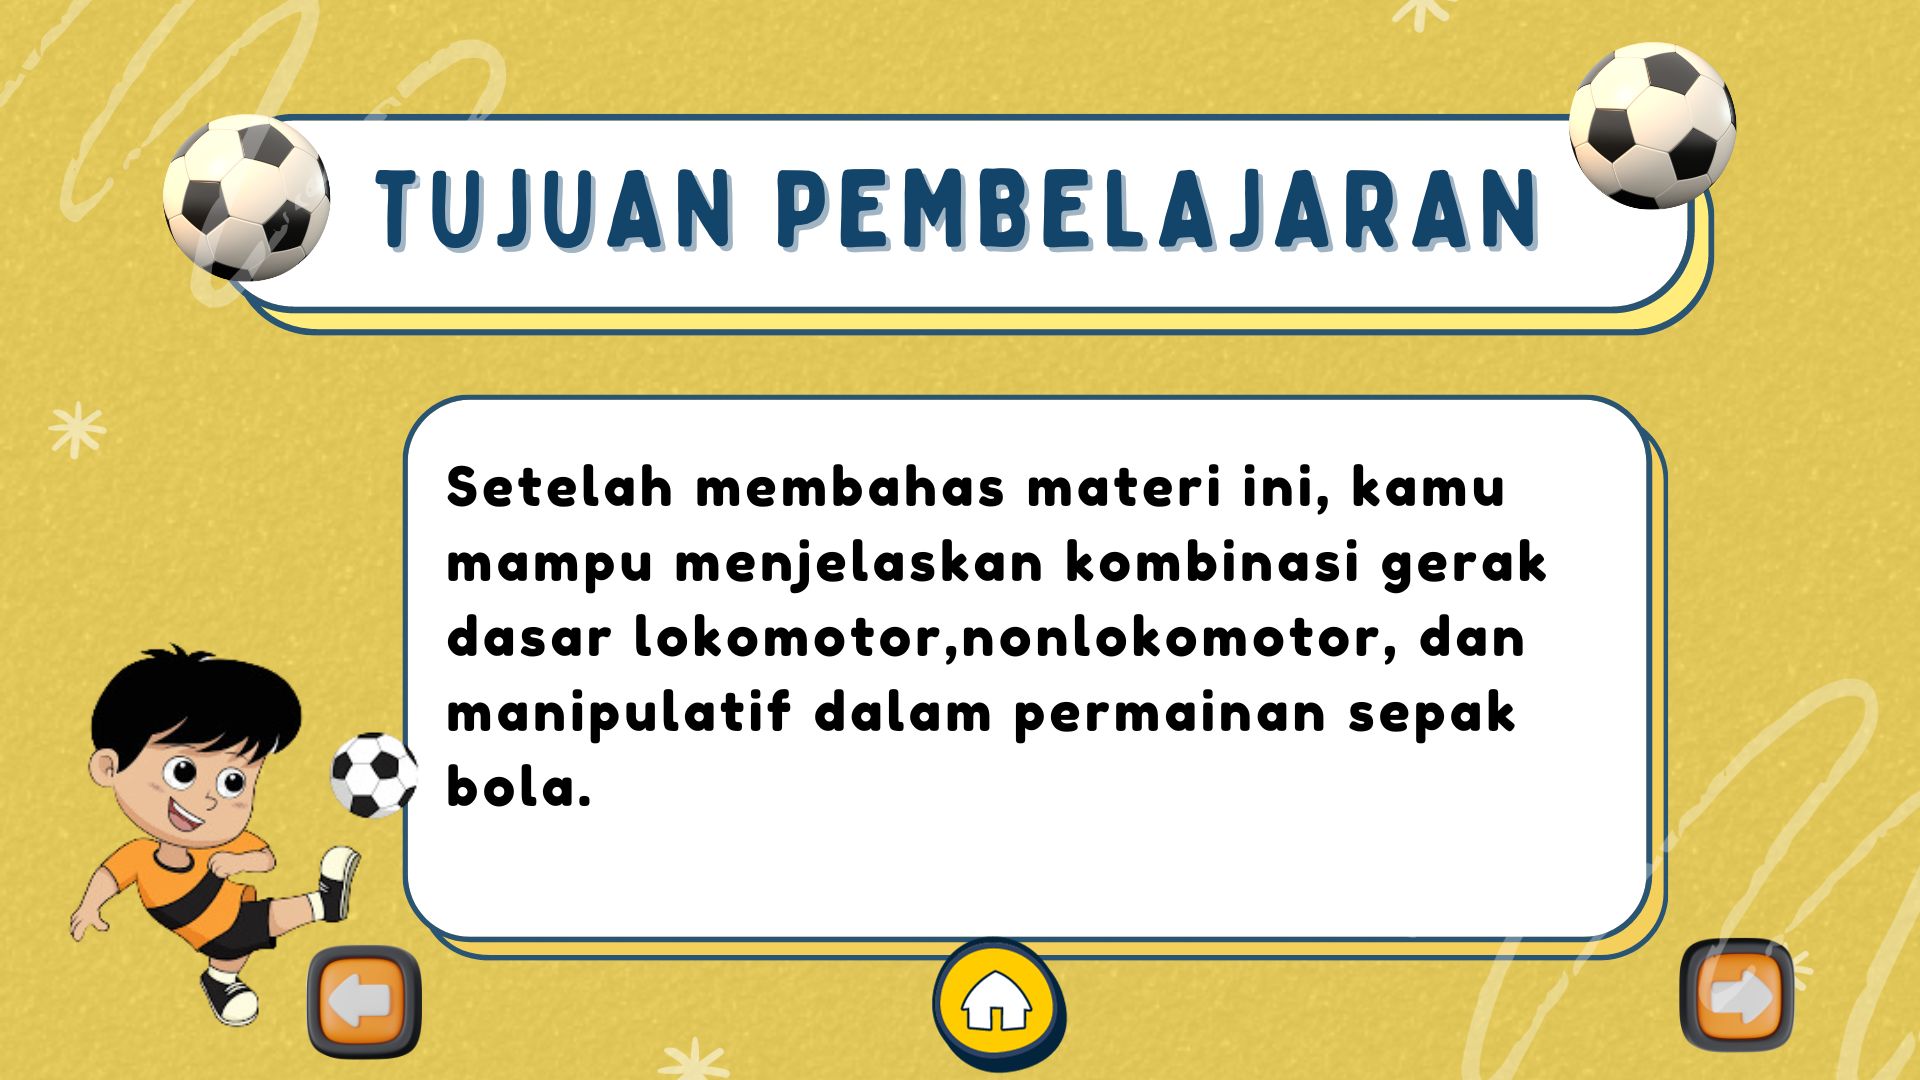 TUJUAN PEMBELAJARAN
Setelah membahas materi ini, kamu
mampu menjelaskan kombinasi gerak
dasar lokomotor,nonlokomotor, dan
manipulatif dalam permainan sepak
bola.